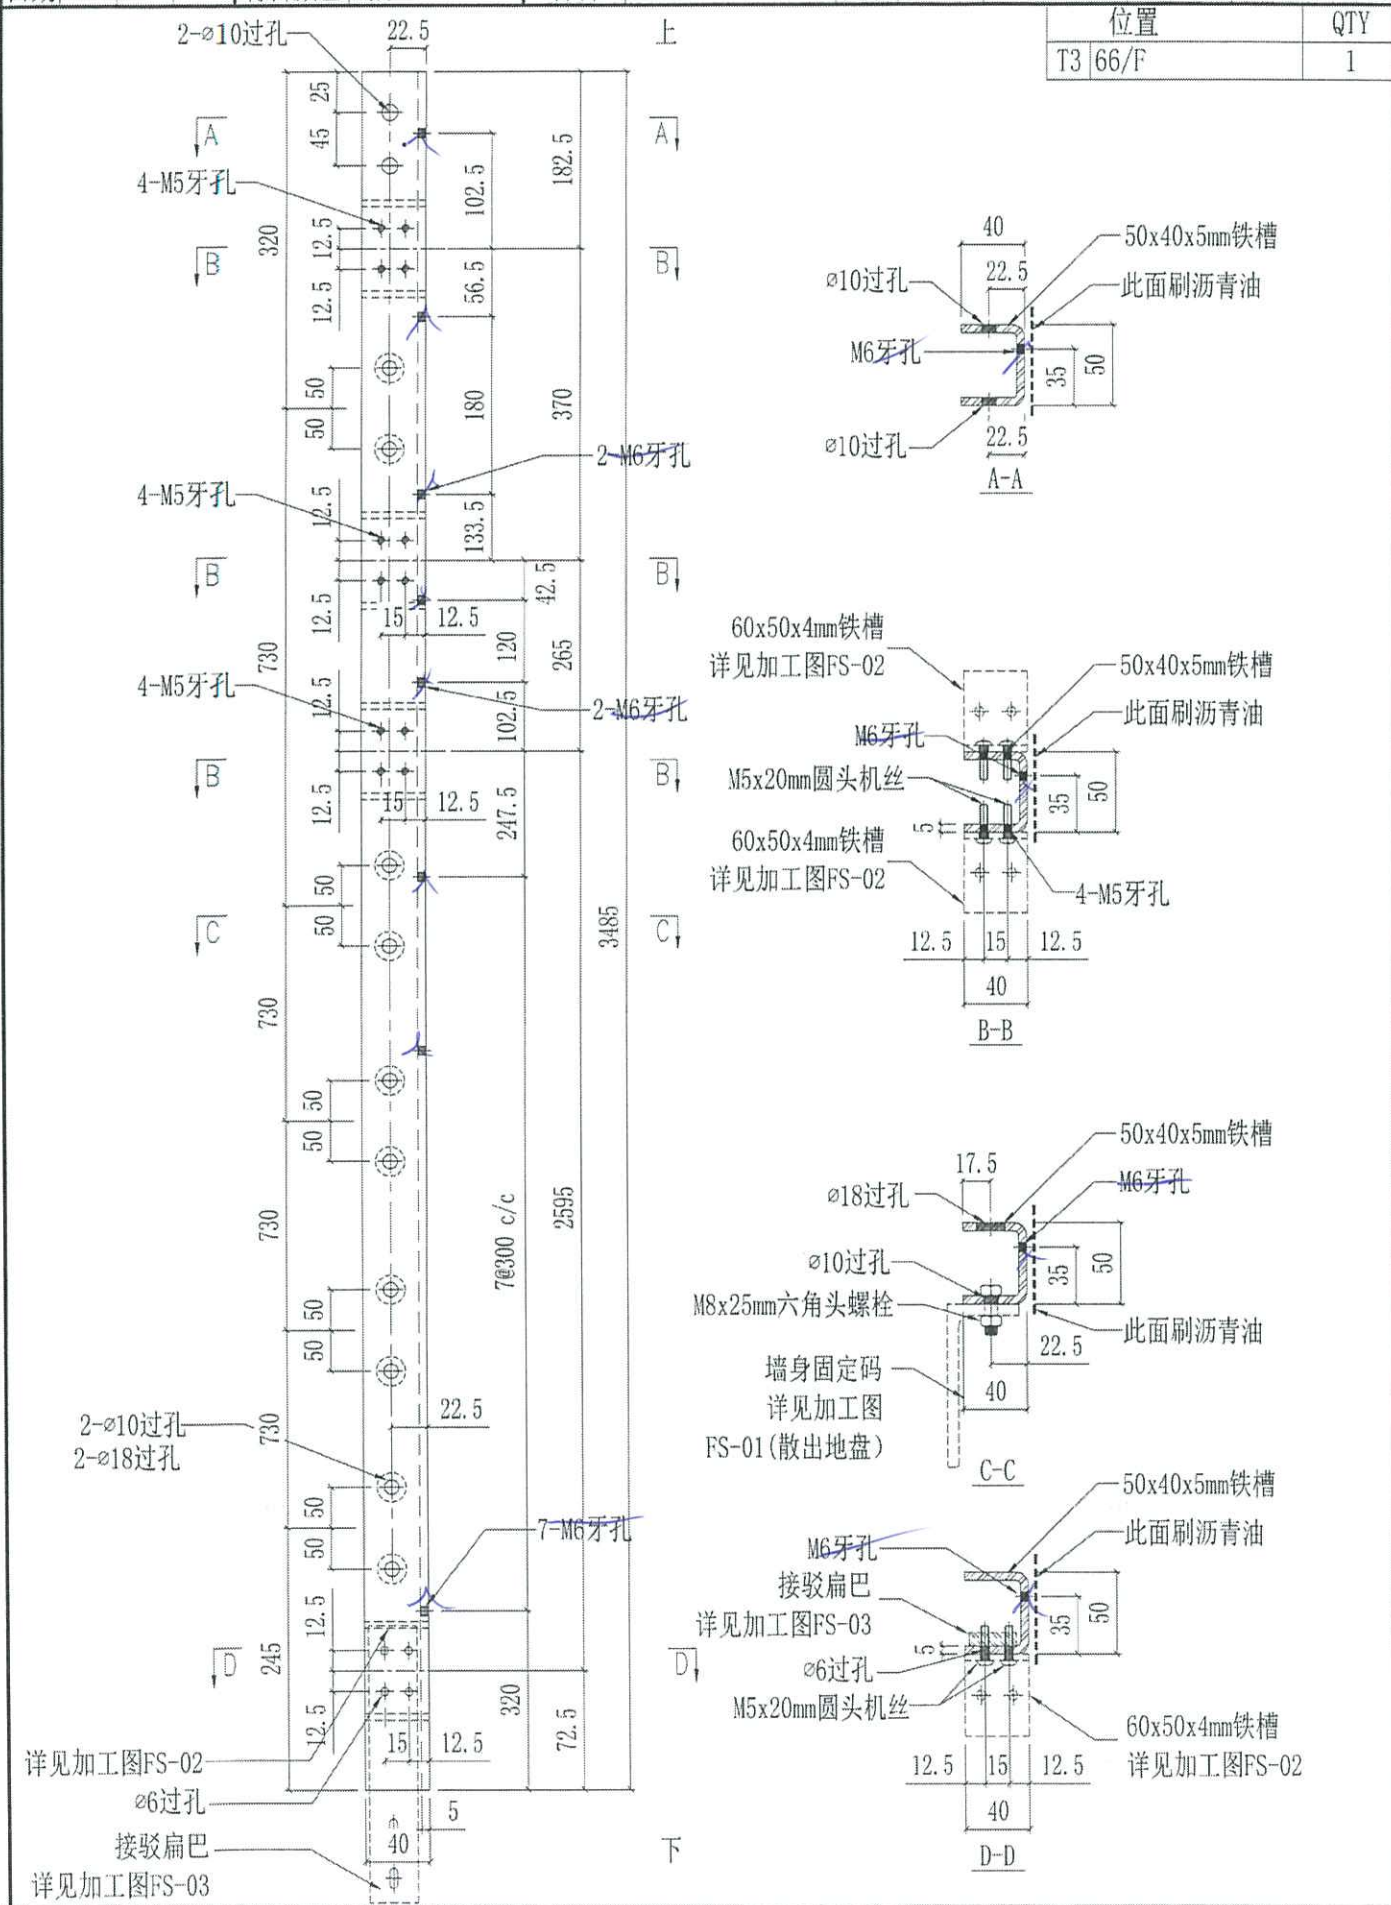 位置 QTY
T3 66/F 1
2-ø10过孔
22.5
上
25
45
A A
102.5
182.5
4-M5牙孔
320
12.5
B B
12.5
56.5
50
50
180
370
2-M6牙孔
4-M5牙孔
12.5
133.5
B B
42.5
12.5
15 12.5
120
265
730
4-M5牙孔
12.5
102.5
2-M6牙孔
B B
12.5
15 12.5
247.5
50
50
C C
3485
730
50
50
7@300 c/c
2595
730
50
50
22.5
2-ø10过孔
2-ø18过孔
730
50
50
7-M6牙孔
12.5
D D
245
12.5
320
72.5
15 12.5
详见加工图FS-02
ø6过孔
5
40
接驳扁巴
详见加工图FS-03
下
40
50x40x5mm铁槽
22.5
ø10过孔
此面刷沥青油
M6牙孔
35
50
ø10过孔
22.5
A-A
60x50x4mm铁槽
详见加工图FS-02
50x40x5mm铁槽
此面刷沥青油
M6牙孔
M5x20mm圆头机丝
35
50
5
60x50x4mm铁槽
详见加工图FS-02
4-M5牙孔
12.5 15 12.5
40
B-B
50x40x5mm铁槽
17.5
M6牙孔
ø18过孔
ø10过孔
35
50
M8x25mm六角头螺栓
此面刷沥青油
22.5
墙身固定码
详见加工图
FS-01(散出地盘)
40
C-C
50x40x5mm铁槽
此面刷沥青油
M6牙孔
接驳扁巴
详见加工图FS-03
35
50
5
ø6过孔
M5x20mm圆头机丝
60x50x4mm铁槽
详见加工图FS-02
12.5 15 12.5
40
D-D